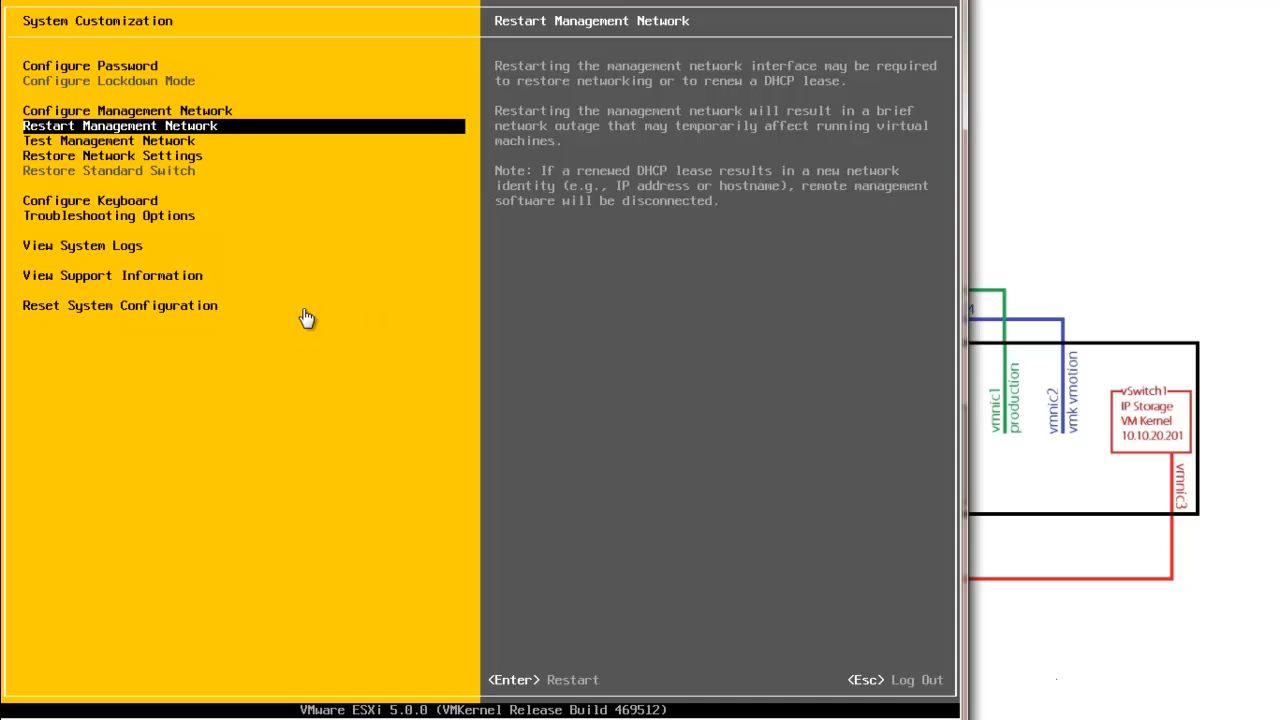 System Customization
Configure Password
Configure Lockdown Mode
Configure Management Network
Restart Management Network
Test Management Network
Restore Network Settings
Restore Standard Switch
Configure Keyboard
Troubleshooting Options
View System Logs
View Support Information
Reset System Configuration
Restart Management Network
Restarting the management network interface may be required
to restore networking or to renew a DHCP lease.
Restarting the management network will result in a brief
network outage that may temporarily affect running virtual
machines.
Note: If a renewed DHCP lease results in a new network
identity (e.g., IP address or hostname), remote management
software will be disconnected.
<Enter> Restart
<Esc> Log Out
VMware ESXi 5.0.0 (VMKernel Release Build 469512)
M
vmnic1
production
vmnic2
vmk vmotion
vSwitch1
IP Storage
VM Kernel
10.10.20.201
vmnic3